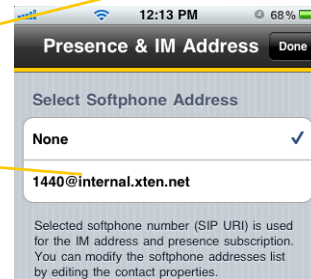 12:13 PM 68%
Presence & IM Address Done
Select Softphone Address
None
1440@internal.xten.net
Selected softphone number (SIP URI) is used
for the IM address and presence subscription.
You can modify the softphone addresses list
by editing the contact properties.